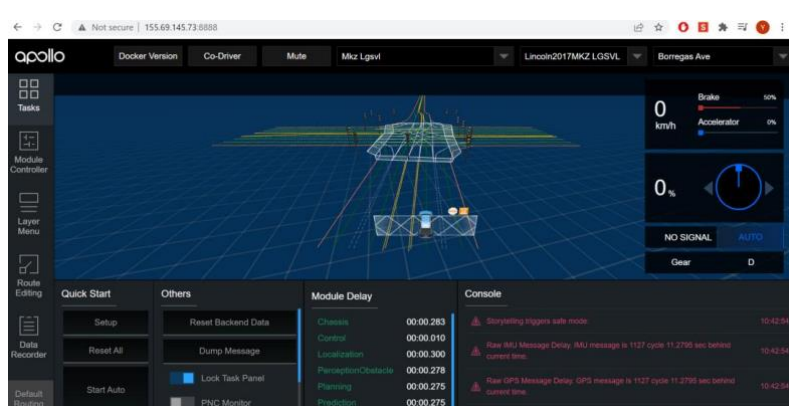 Not secure | 155.69.145.73:8888
apollo
Docker Version
Co-Driver
Mute
Mkz Lgsvl
Lincoln2017MKZ LGSVL
Borregas Ave
Tasks
Module
Controller
Layer
Menu
Route
Editing
Data
Recorder
Default
Routing
0
km/h
Brake
50%
Accelerator
0%
0 %
NO SIGNAL
AUTO
Gear
D
Quick Start
Setup
Reset All
Start Auto
Others
Reset Backend Data
Dump Message
Lock Task Panel
PNC Monitor
Module Delay
Chassis 00:00.283
Control 00:00.010
Localization 00:00.300
PerceptionObstacle 00:00.278
Planning 00:00.275
Prediction 00:00.275
Console
Storytelling triggers safe mode 10:42:54
Raw IMU Message Delay. IMU message is 1127 cycle 11.2795 sec behind
current time. 10:42:54
Raw GPS Message Delay. GPS message is 1127 cycle 11.2795 sec behind
current time. 10:42:54